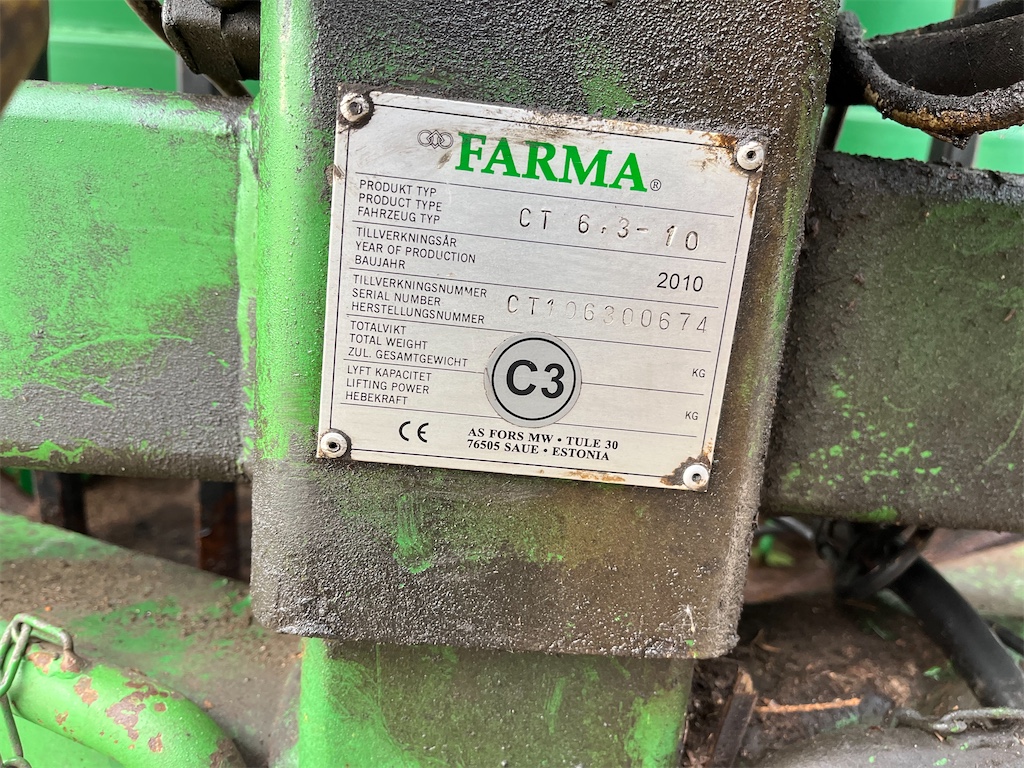 FARMA®
PRODUKT TYP
PRODUCT TYPE
FAHRZEUG TYP
CT 6.3-10
TILLVERKNINGSÅR
YEAR OF PRODUCTION
BAUJAHR
2010
TILLVERKNINGSNUMMER
SERIAL NUMBER
HERSTELLUNGSNUMMER
CT106300674
TOTALVIKT
TOTAL WEIGHT
ZUL. GESAMTGEWICHT
KG
C3
LYFT KAPACITET
LIFTING POWER
HEBEKRAFT
KG
CE
AS FORS MW • TULE 30
76505 SAUE • ESTONIA